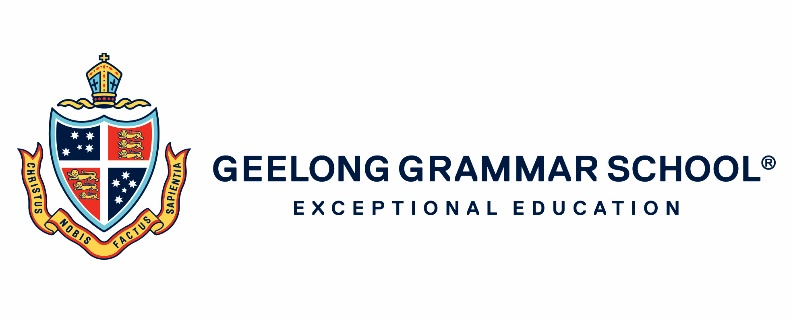 CHRISTUS NOBIS FACTUS SAPIENTIA
GEELONG GRAMMAR SCHOOL®
EXCEPTIONAL EDUCATION